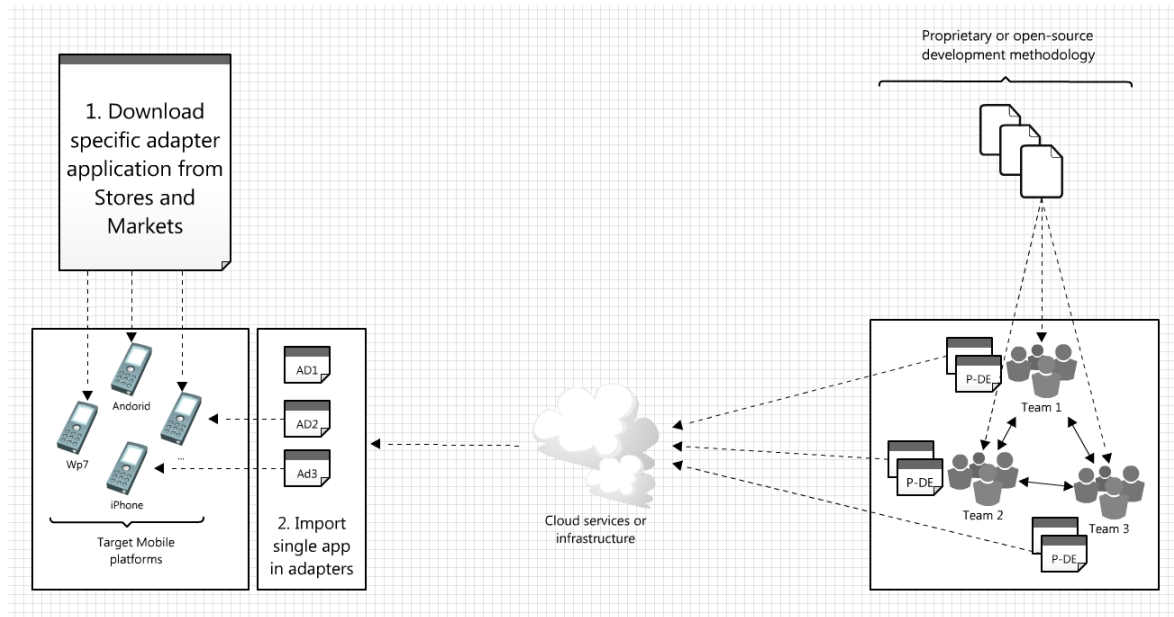 Proprietary or open-source
development methodology
1. Download
specific adapter
application from
Stores and
Markets
AD1
P-DE
Andorid
Team 1
AD2
Wp7
...
Ad3
P-DE
iPhone
Team 2
Team 3
2. Import
single app
in adapters
Cloud services or
infrastructure
Target Mobile
platforms
P-DE